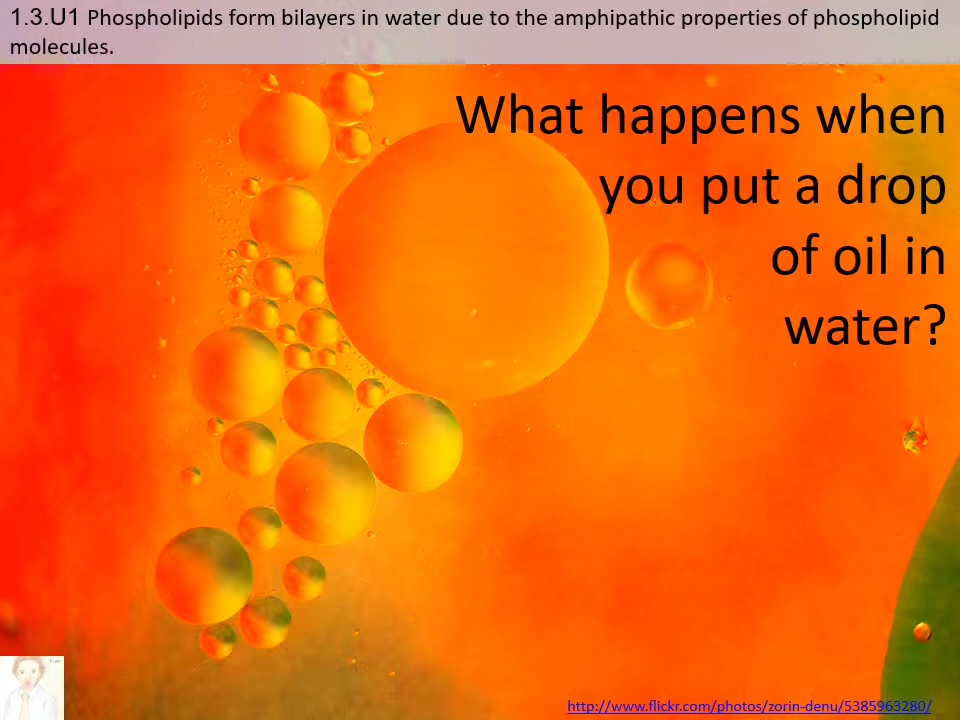 1.3.U1 Phospholipids form bilayers in water due to the amphipathic properties of phospholipid
molecules.
What happens when
you put a drop
of oil in
water?
http://www.flickr.com/photos/zorin-denu/5385963280/